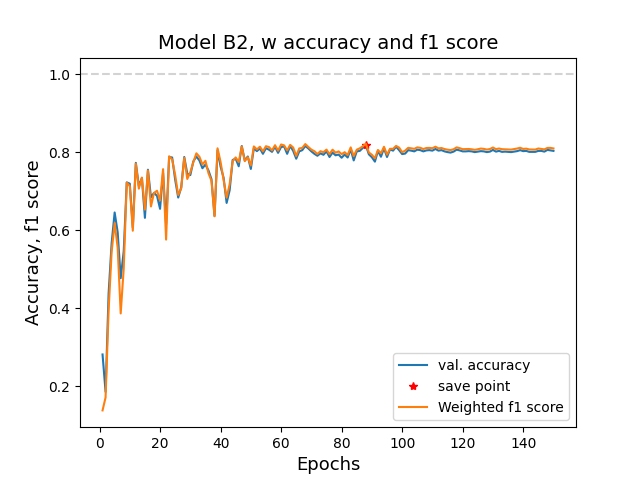 Model B2, w accuracy and f1 score
1.0
0.8
0.6
0.4
0.2
Accuracy, f1 score
val. accuracy
save point
Weighted f1 score
0 20 40 60 80 100 120 140
Epochs